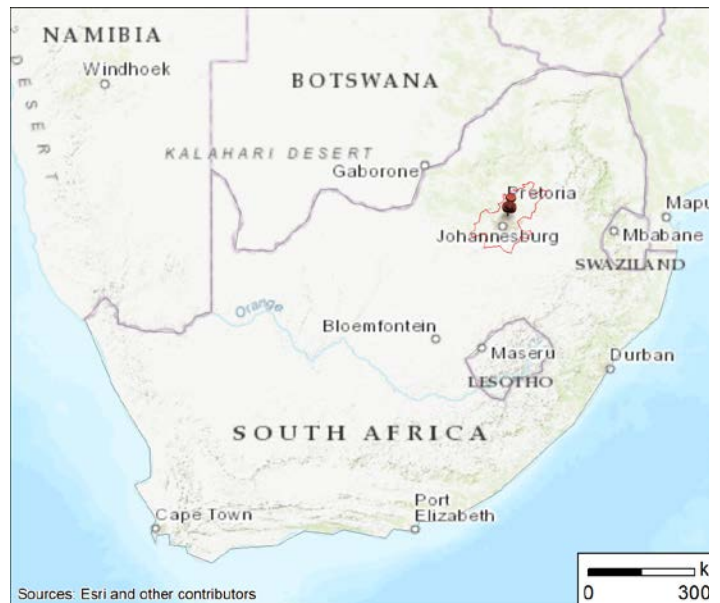 NAMIBIA
Windhoek
DESERT
BOTSWANA
KALAHARI DESERT
Gaborone
Pretoria
Johannesburg
Mapu
Mbabane
SWAZILAND
Orange
Bloemfontein
Maseru
LESOTHO
Durban
SOUTH AFRICA
Cape Town
Port
Elizabeth
k
0 300
Sources: Esri and other contributors